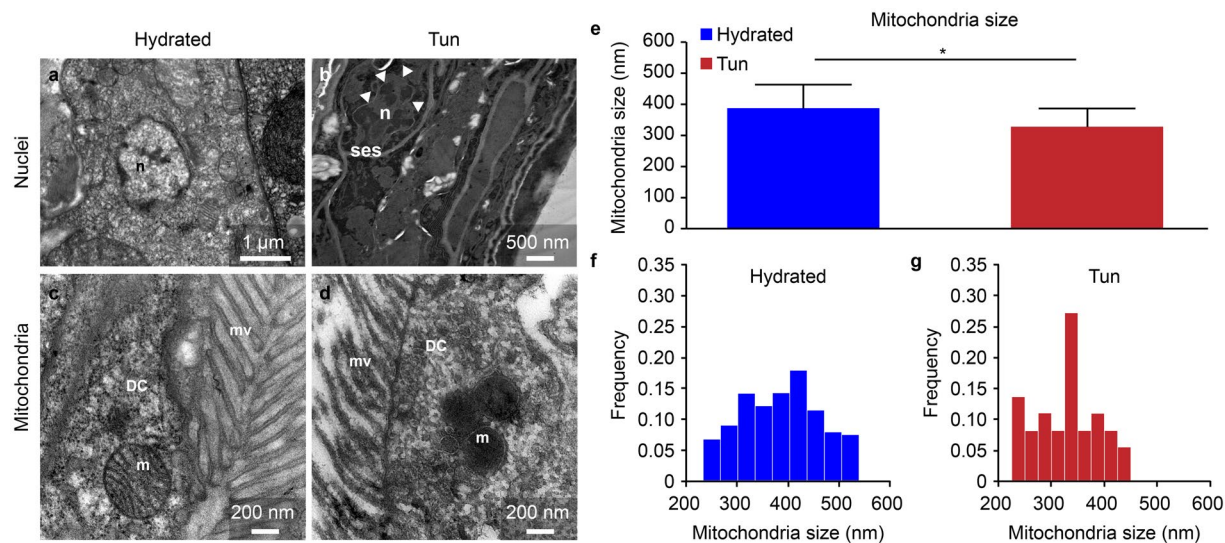 Hydrated
Tun
Nuclei
a
n
1 µm
b
n
ses
500 nm
Mitochondria
c
mv
DC
m
200 nm
d
DC
mv
m
200 nm
e
Mitochondria size
Hydrated
Tun
*
Mitochondria size (nm)
600
500
400
300
200
100
0
f
Hydrated
Frequency
0.35
0.30
0.25
0.20
0.15
0.10
0.05
0
200 300 400 500 600
Mitochondria size (nm)
g
Tun
Frequency
0.35
0.30
0.25
0.20
0.15
0.10
0.05
0
200 300 400 500 600
Mitochondria size (nm)